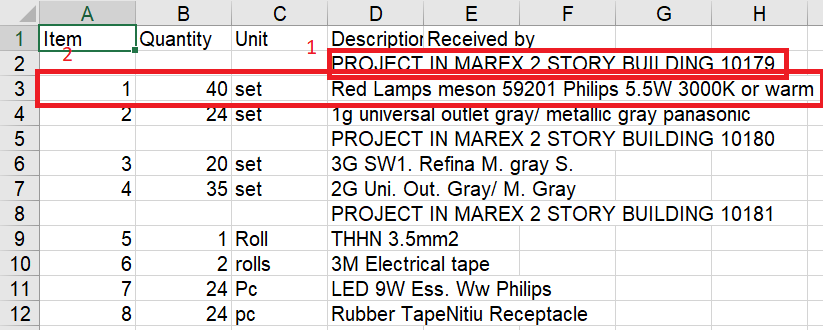 A B C D E F G H
1 Item Quantity Unit 1 Description Received by
2 2 PROJECT IN MAREX 2 STORY BUILDING 10179
3 1 40 set Red Lamps meson 59201 Philips 5.5W 3000K or warm
4 2 24 set 1g universal outlet gray/ metallic gray panasonic
5 PROJECT IN MAREX 2 STORY BUILDING 10180
6 3 20 set 3G SW1. Refina M. gray S.
7 4 35 set 2G Uni. Out. Gray/ M. Gray
8 PROJECT IN MAREX 2 STORY BUILDING 10181
9 5 1 Roll THHN 3.5mm2
10 6 2 rolls 3M Electrical tape
11 7 24 Pc LED 9W Ess. Ww Philips
12 8 24 pc Rubber TapeNitiu Receptacle